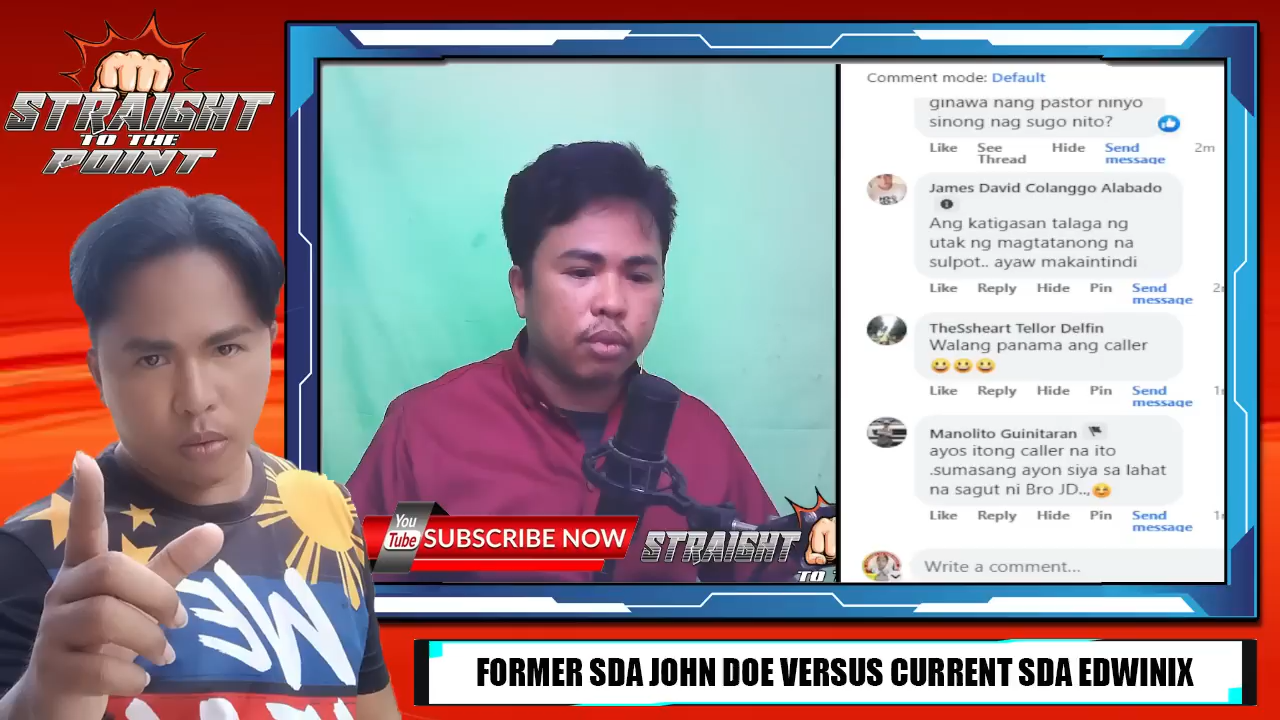 STRAIGHT
TO THE
POINT
Comment mode: Default
ginawa nang pastor ninyo
sinong nag sugo nito?
Like See Thread Hide Send message 2m
James David Colanggo Alabado
Ang katigasan talaga ng
utak ng magtatanong na
sulpot.. ayaw makaintindi
Like Reply Hide Pin Send message
TheSsheart Tellor Delfin
Walang panama ang caller
😀😀😀
Like Reply Hide Pin Send message
Manolito Guinitaran
ayos itong caller na ito
.sumasang ayon siya sa lahat
na sagut ni Bro JD..,😊
Like Reply Hide Pin Send message
Write a comment...
You Tube SUBSCRIBE NOW
STRAIGHT
TO
FORMER SDA JOHN DOE VERSUS CURRENT SDA EDWINIX